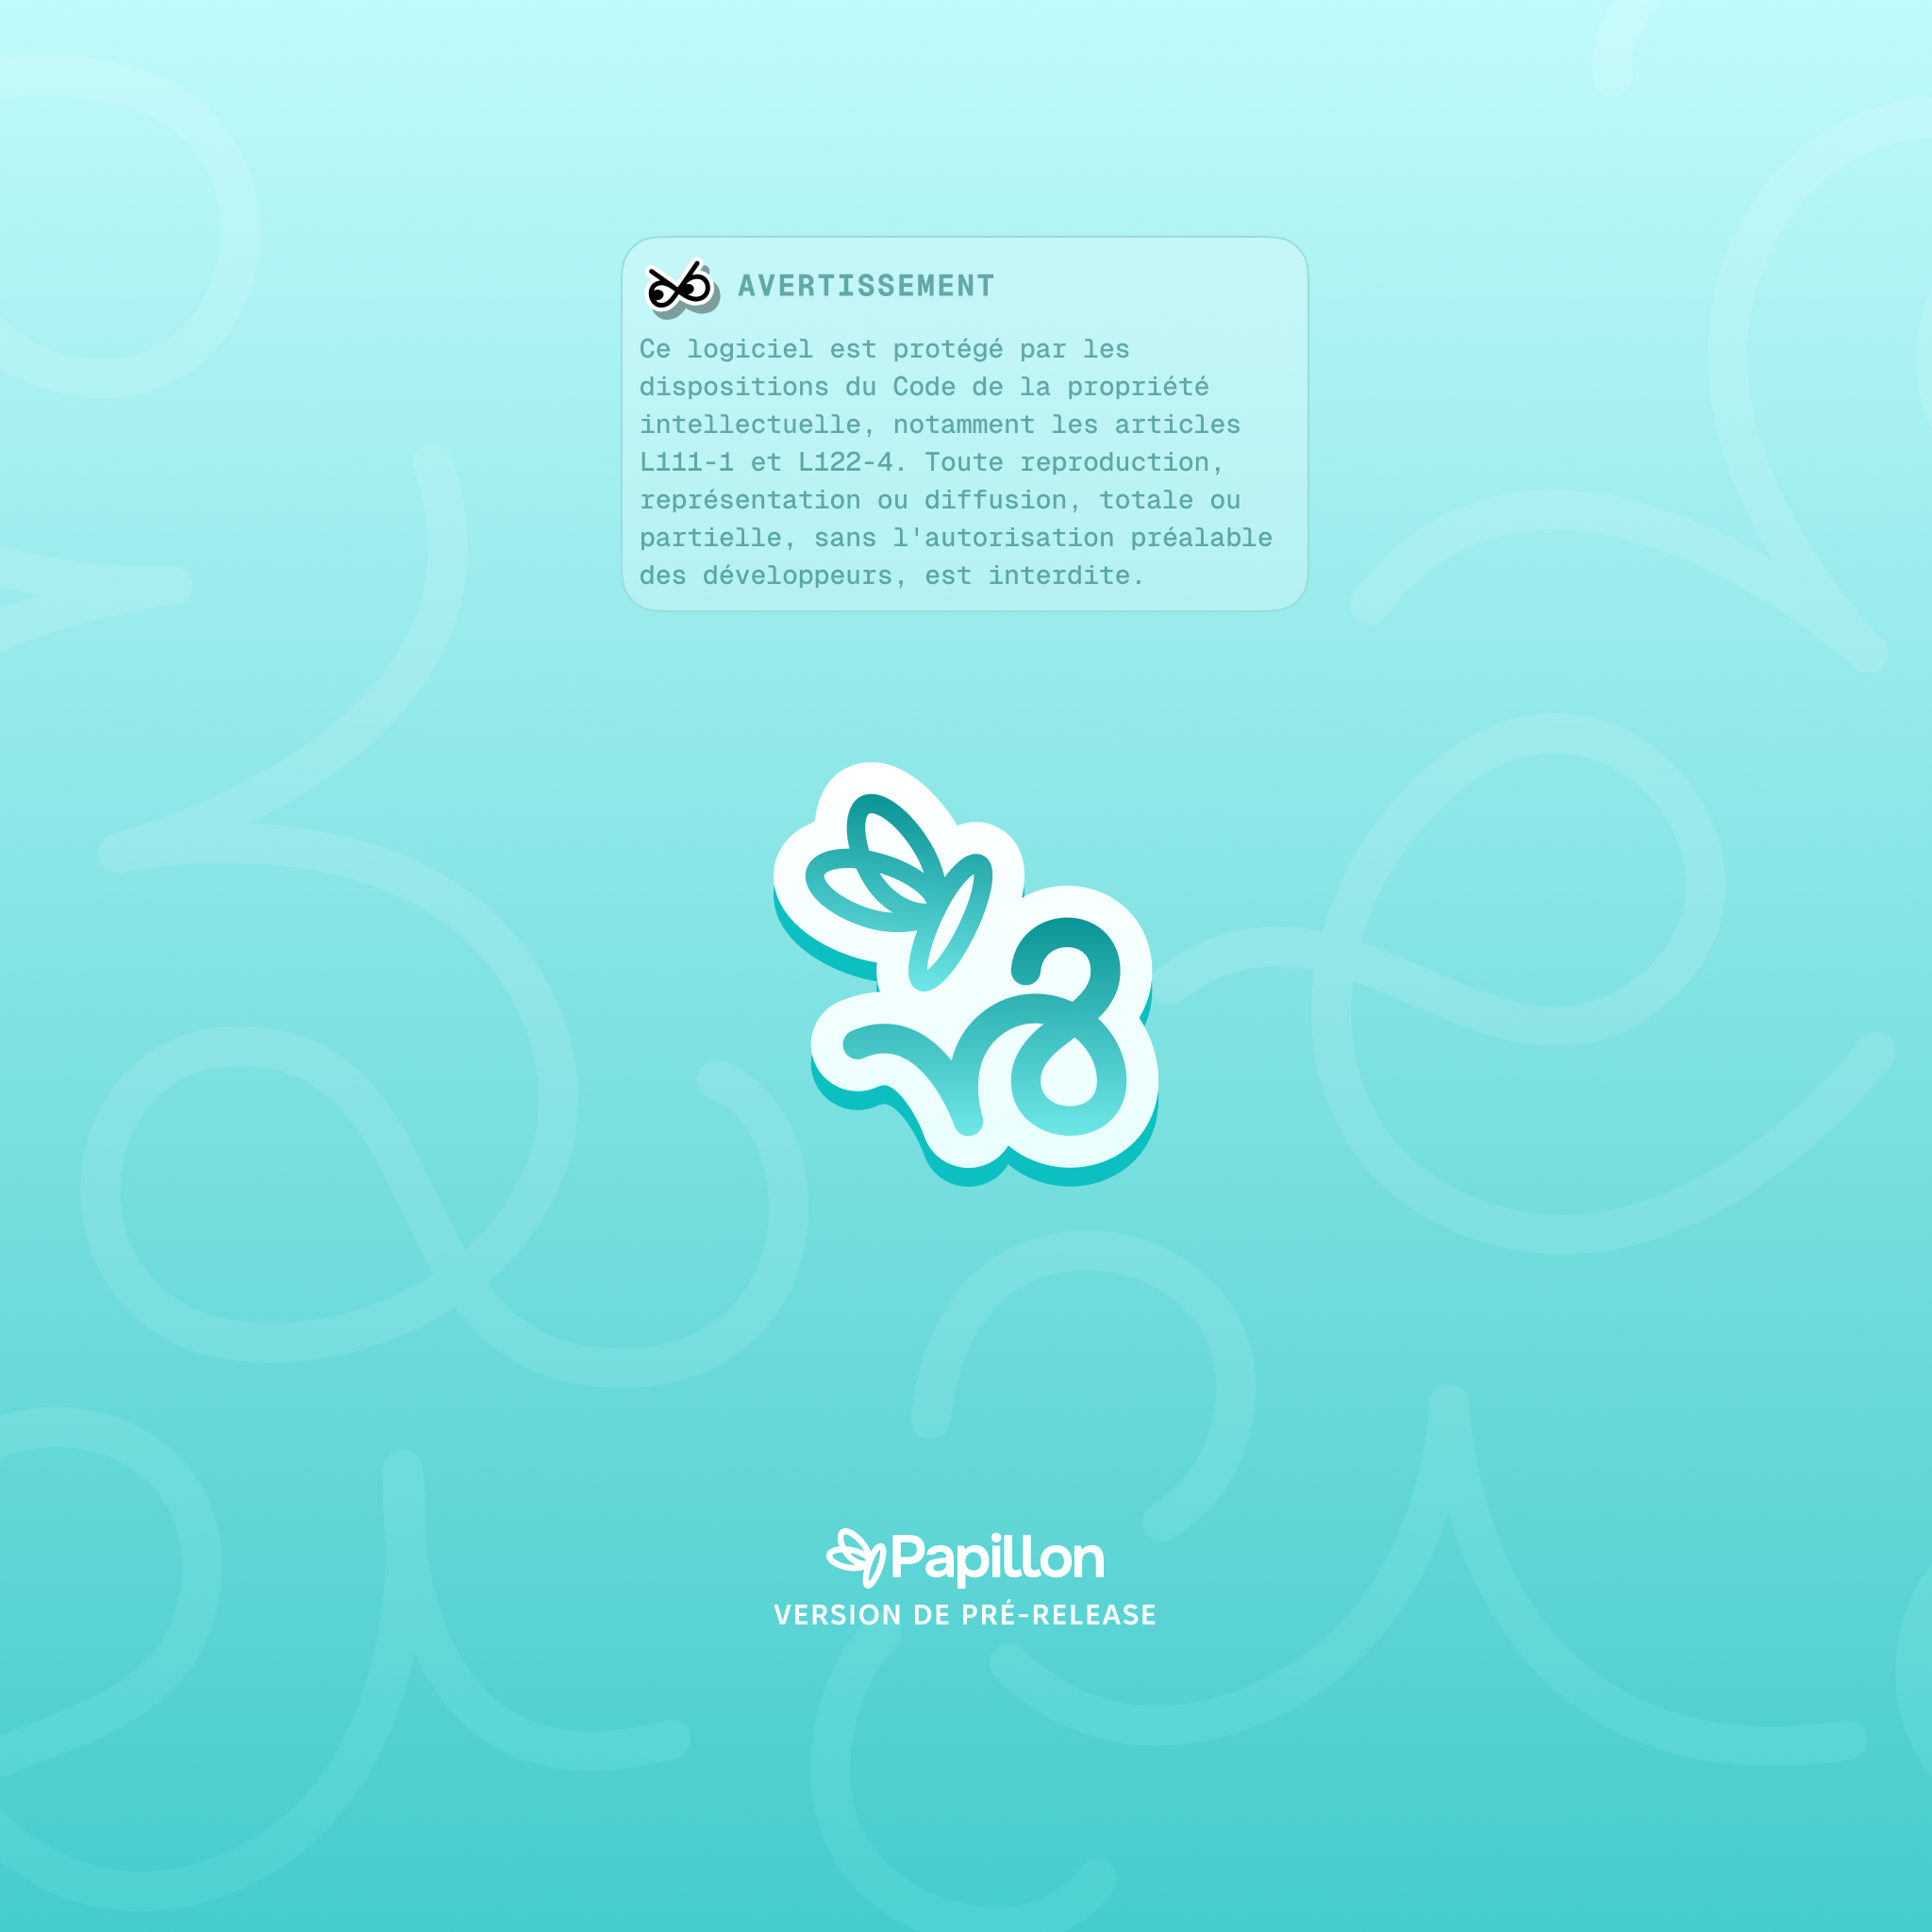 AVERTISSEMENT
Ce logiciel est protégé par les
dispositions du Code de la propriété
intellectuelle, notamment les articles
L111-1 et L122-4. Toute reproduction,
représentation ou diffusion, totale ou
partielle, sans l'autorisation préalable
des développeurs, est interdite.
Papillon
VERSION DE PRÉ-RELEASE